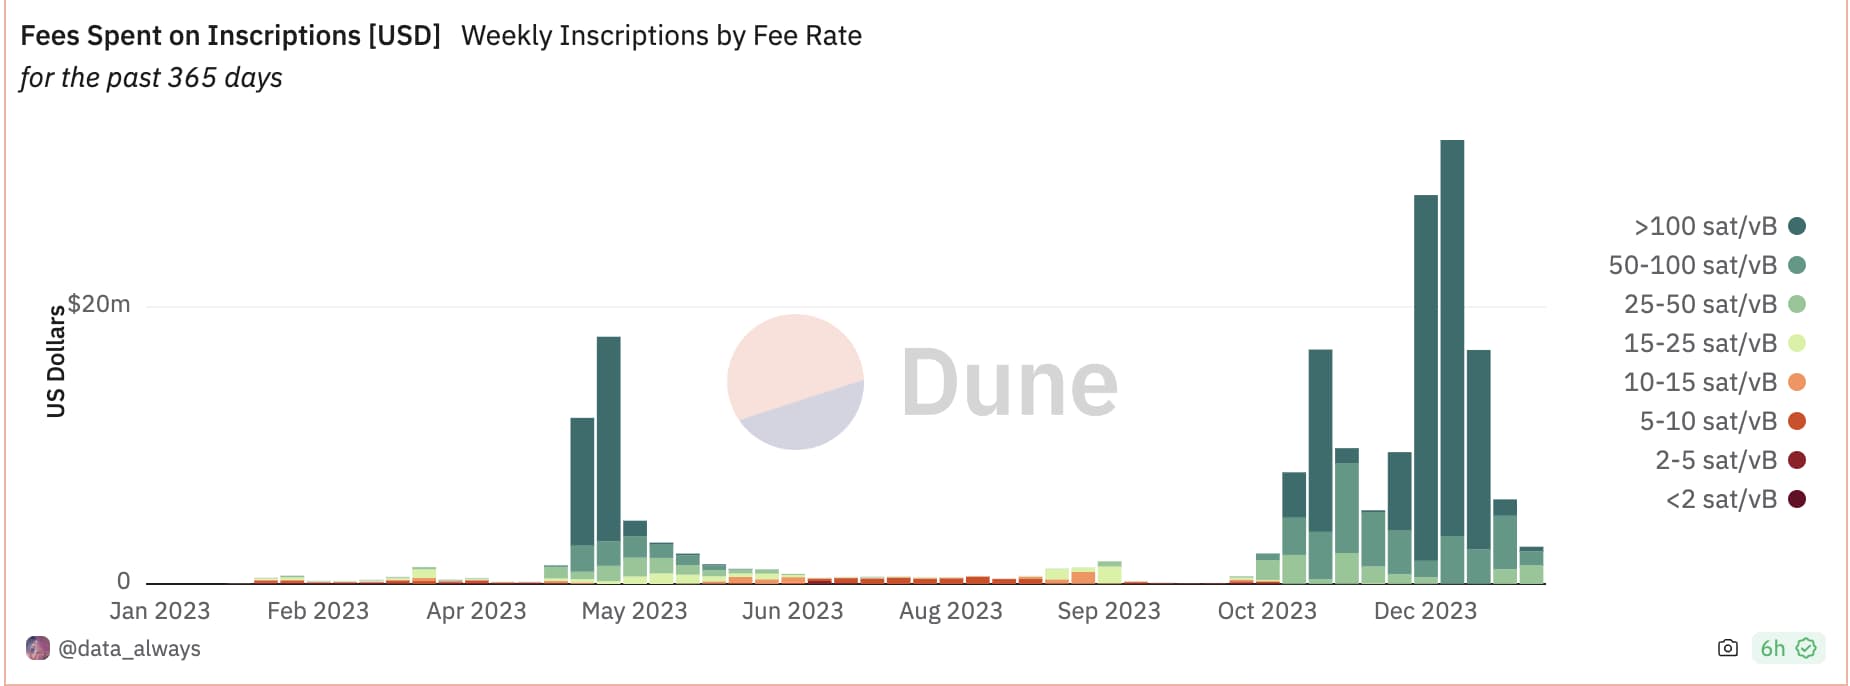 Fees Spent on Inscriptions [USD] Weekly Inscriptions by Fee Rate
for the past 365 days
US Dollars
$20m
0
Dune
>100 sat/vB
50-100 sat/vB
25-50 sat/vB
15-25 sat/vB
10-15 sat/vB
5-10 sat/vB
2-5 sat/vB
<2 sat/vB
Jan 2023 Feb 2023 Apr 2023 May 2023 Jun 2023 Aug 2023 Sep 2023 Oct 2023 Dec 2023
@data_always 6h